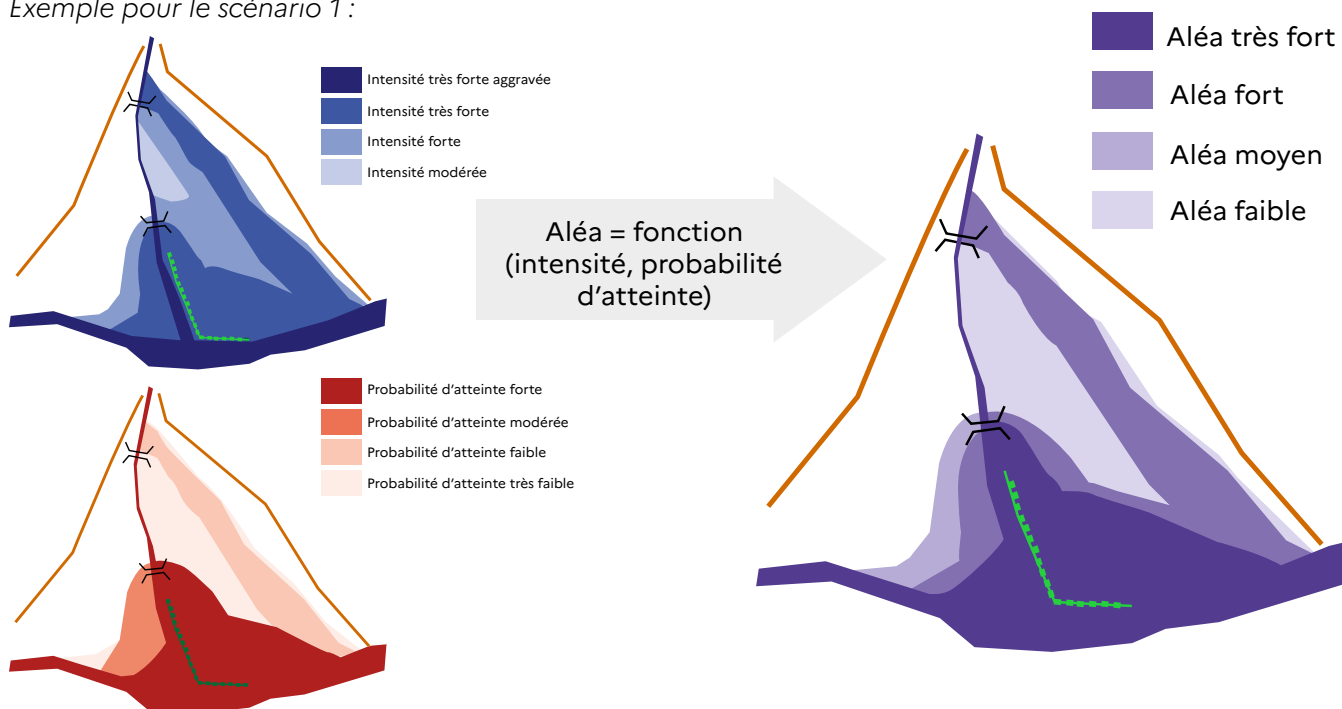 Exemple pour le scénario 1 :
Intensité très forte aggravée
Intensité très forte
Intensité forte
Intensité modérée
Probabilité d'atteinte forte
Probabilité d'atteinte modérée
Probabilité d'atteinte faible
Probabilité d'atteinte très faible
Aléa = fonction
(intensité, probabilité
d'atteinte)
Aléa très fort
Aléa fort
Aléa moyen
Aléa faible